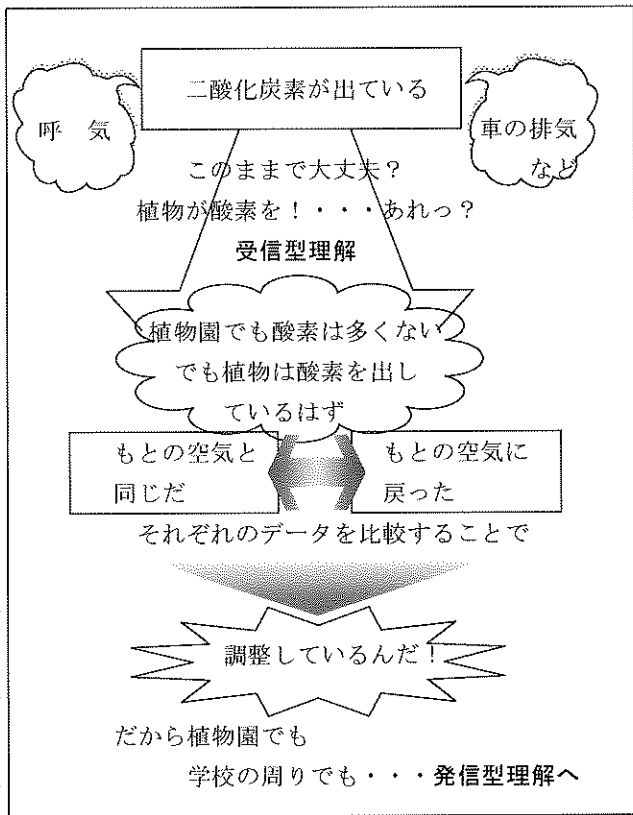 二酸化炭素が出ている
呼 気
車の排気
など
このままで大丈夫？
植物が酸素を！・・・あれっ？
受信型理解
植物園でも酸素は多くない
でも植物は酸素を出し
ているはず
もとの空気と
同じだ
もとの空気に
戻った
それぞれのデータを比較することで
調整しているんだ！
だから植物園でも
学校の周りでも・・・発信型理解へ